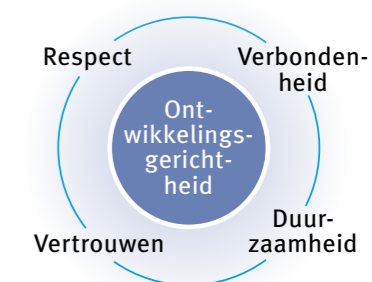 Respect
Verbonden-
heid
Ont-
wikkelings-
gericht-
heid
Vertrouwen
Duur-
zaamheid